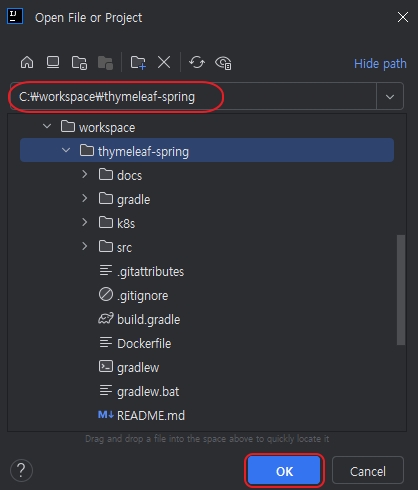 Open File or Project
Hide path
C:₩workspace₩thymeleaf-spring
workspace
thymeleaf-spring
docs
gradle
k8s
src
.gitattributes
.gitignore
build.gradle
Dockerfile
gradlew
gradlew.bat
README.md
Drag and drop a file into the space above to quickly locate it
OK
Cancel